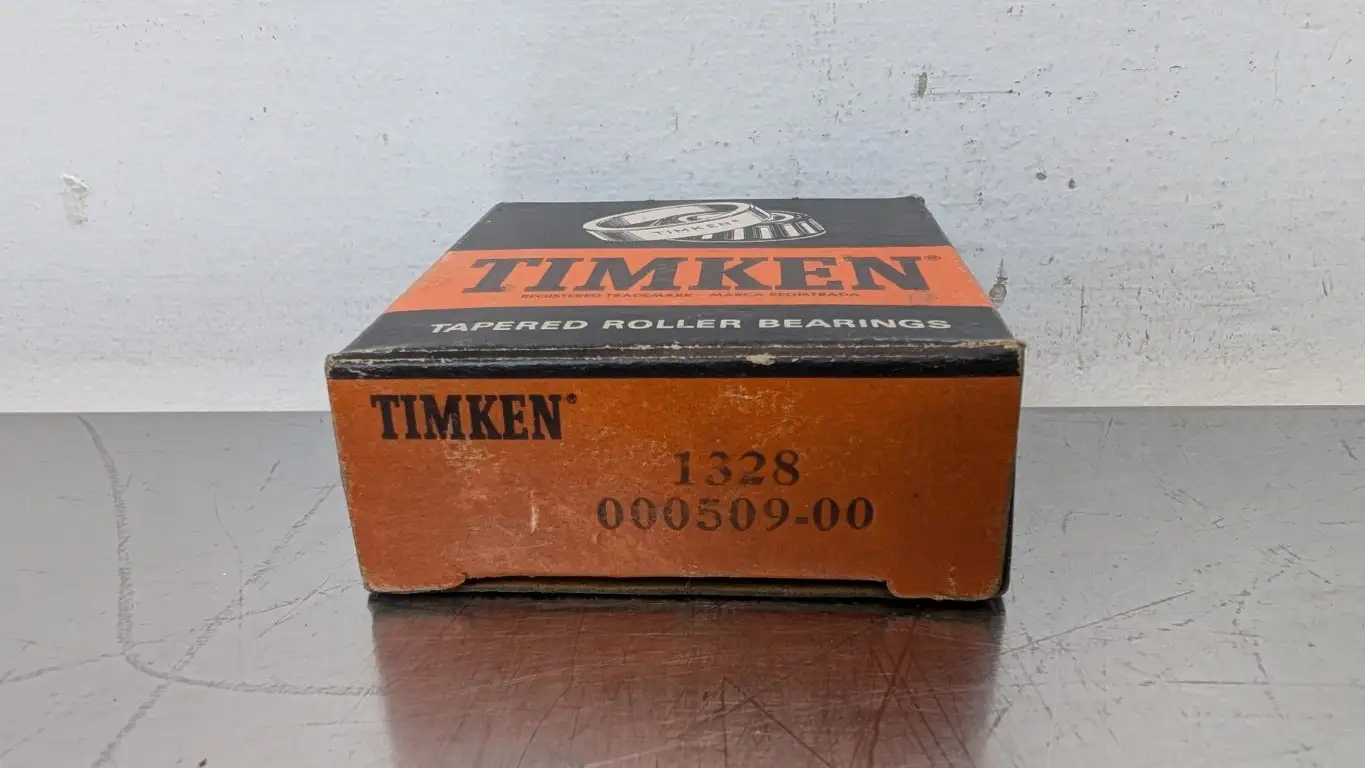 TIMKEN®
TIMKEN®
REGISTERED TRADEMARK - MARCA REGISTRADA
TAPERED ROLLER BEARINGS
TIMKEN®
1328
000509-00